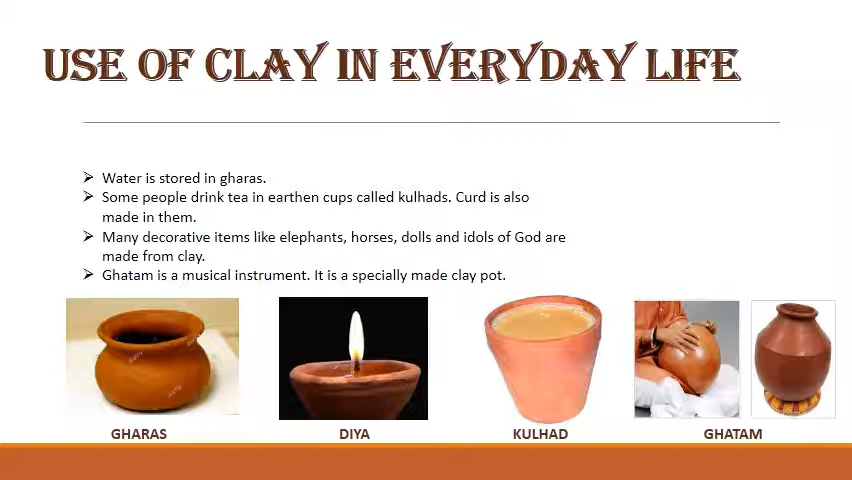 USE OF CLAY IN EVERYDAY LIFE
➢ Water is stored in gharas.
➢ Some people drink tea in earthen cups called kulhads. Curd is also
made in them.
➢ Many decorative items like elephants, horses, dolls and idols of God are
made from clay.
➢ Ghatam is a musical instrument. It is a specially made clay pot.
GHARAS
DIYA
KULHAD
GHATAM